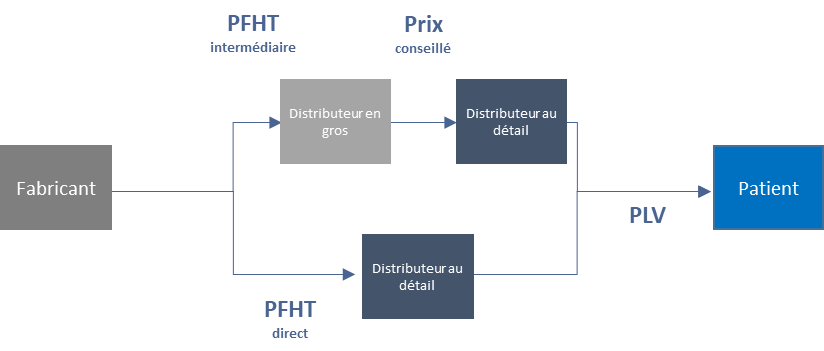 PFHT
intermédiaire
Prix
conseillé
Distributeur en
gros
Distributeur au
détail
Fabricant
Patient
PLV
Distributeur au
détail
PFHT
direct